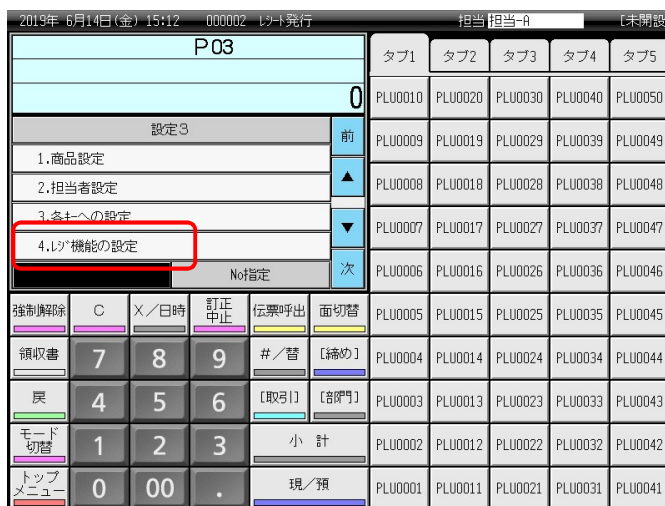 2019年 6月14日(金) 15:12 000002 レシート発行 担当 担当-A [未開設
P03
0
設定3
前
1.商品設定
2.担当者設定
▲
3.各キーへの設定
▼
4.レジ機能の設定
No指定
次
タブ1 タブ2 タブ3 タブ4 タブ5
PLU0010 PLU0020 PLU0030 PLU0040 PLU0050
PLU0009 PLU0019 PLU0029 PLU0039 PLU0049
PLU0008 PLU0018 PLU0028 PLU0038 PLU0048
PLU0007 PLU0017 PLU0027 PLU0037 PLU0047
PLU0006 PLU0016 PLU0026 PLU0036 PLU0046
強制解除 C X/日時 訂正中止 伝票呼出 面切替 PLU0005 PLU0015 PLU0025 PLU0035 PLU0045
領収書 7 8 9 #/替 [締め] PLU0004 PLU0014 PLU0024 PLU0034 PLU0044
戻 4 5 6 [取引] [部門] PLU0003 PLU0013 PLU0023 PLU0033 PLU0043
モード切替 1 2 3 小 計 PLU0002 PLU0012 PLU0022 PLU0032 PLU0042
トップメニュー 0 00 . 現/預 PLU0001 PLU0011 PLU0021 PLU0031 PLU0041